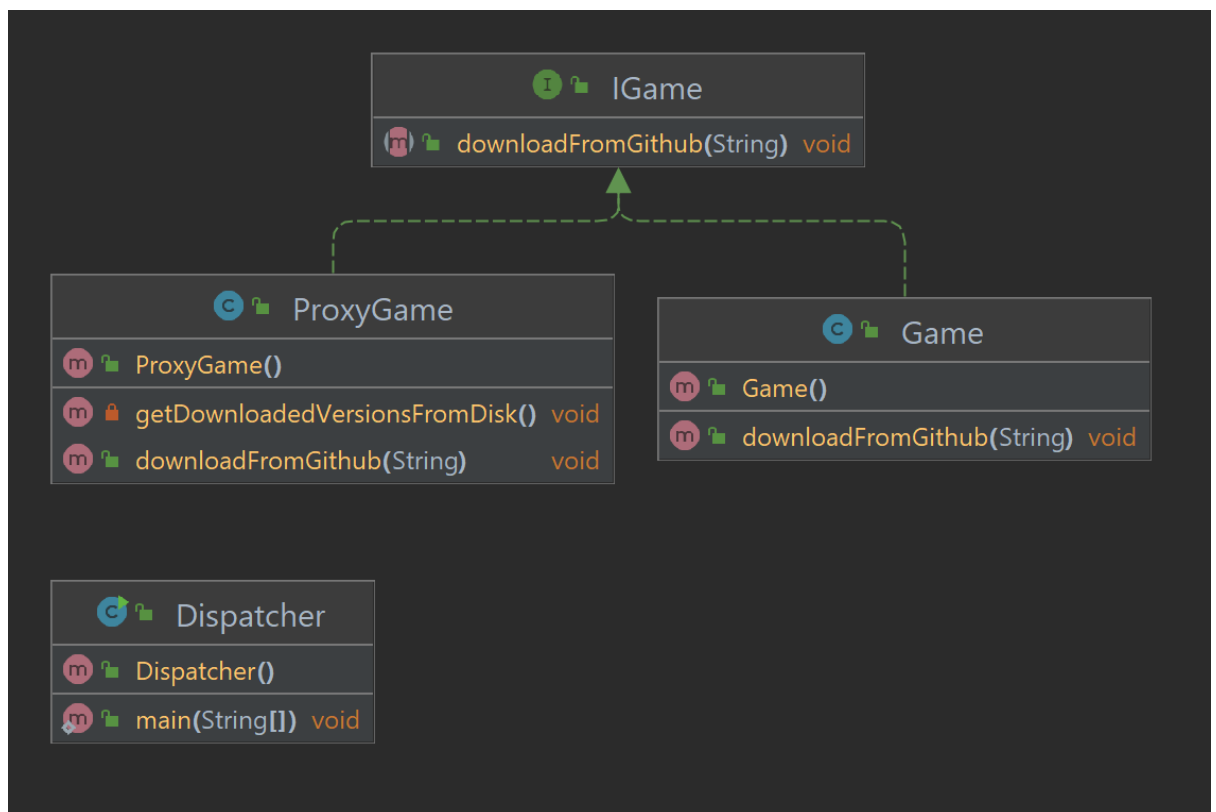 I IGame
m downloadFromGithub(String) void
C ProxyGame
m ProxyGame()
m getDownloadedVersionsFromDisk() void
m downloadFromGithub(String) void
C Game
m Game()
m downloadFromGithub(String) void
C Dispatcher
m Dispatcher()
m main(String[]) void